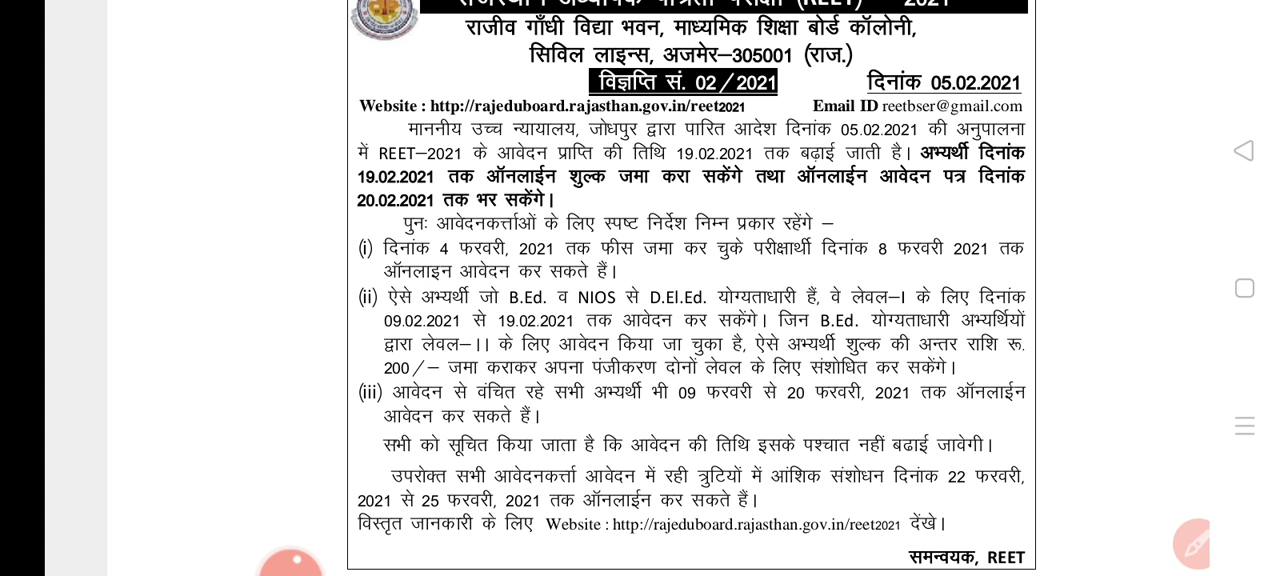 राजस्थान अध्यापक पात्रता परीक्षा (REET) – 2021
राजीव गाँधी विद्या भवन, माध्यमिक शिक्षा बोर्ड कॉलोनी,
सिविल लाइन्स, अजमेर–305001 (राज.)
विज्ञप्ति सं. 02/2021 दिनांक 05.02.2021
Website : http://rajeduboard.rajasthan.gov.in/reet2021 Email ID reetbser@gmail.com
माननीय उच्च न्यायालय, जोधपुर द्वारा पारित आदेश दिनांक 05.02.2021 की अनुपालना
में REET–2021 के आवेदन प्राप्ति की तिथि 19.02.2021 तक बढ़ाई जाती है। अभ्यर्थी दिनांक
19.02.2021 तक ऑनलाईन शुल्क जमा करा सकेंगे तथा ऑनलाईन आवेदन पत्र दिनांक
20.02.2021 तक भर सकेंगे।
पुनः आवेदनकर्त्ताओं के लिए स्पष्ट निर्देश निम्न प्रकार रहेंगे –
(i) दिनांक 4 फरवरी, 2021 तक फीस जमा कर चुके परीक्षार्थी दिनांक 8 फरवरी 2021 तक
ऑनलाइन आवेदन कर सकते हैं।
(ii) ऐसे अभ्यर्थी जो B.Ed. व NIOS से D.El.Ed. योग्यताधारी हैं, वे लेवल–I के लिए दिनांक
09.02.2021 से 19.02.2021 तक आवेदन कर सकेंगे। जिन B.Ed. योग्यताधारी अभ्यर्थियों
द्वारा लेवल–।। के लिए आवेदन किया जा चुका है, ऐसे अभ्यर्थी शुल्क की अन्तर राशि रू.
200/– जमा कराकर अपना पंजीकरण दोनों लेवल के लिए संशोधित कर सकेंगे।
(iii) आवेदन से वंचित रहे सभी अभ्यर्थी भी 09 फरवरी से 20 फरवरी, 2021 तक ऑनलाईन
आवेदन कर सकते हैं।
सभी को सूचित किया जाता है कि आवेदन की तिथि इसके पश्चात नहीं बढाई जावेगी।
उपरोक्त सभी आवेदनकर्त्ता आवेदन में रही त्रुटियों में आंशिक संशोधन दिनांक 22 फरवरी,
2021 से 25 फरवरी, 2021 तक ऑनलाईन कर सकते हैं।
विस्तृत जानकारी के लिए Website : http://rajeduboard.rajasthan.gov.in/reet2021 देंखे।
समन्वयक, REET